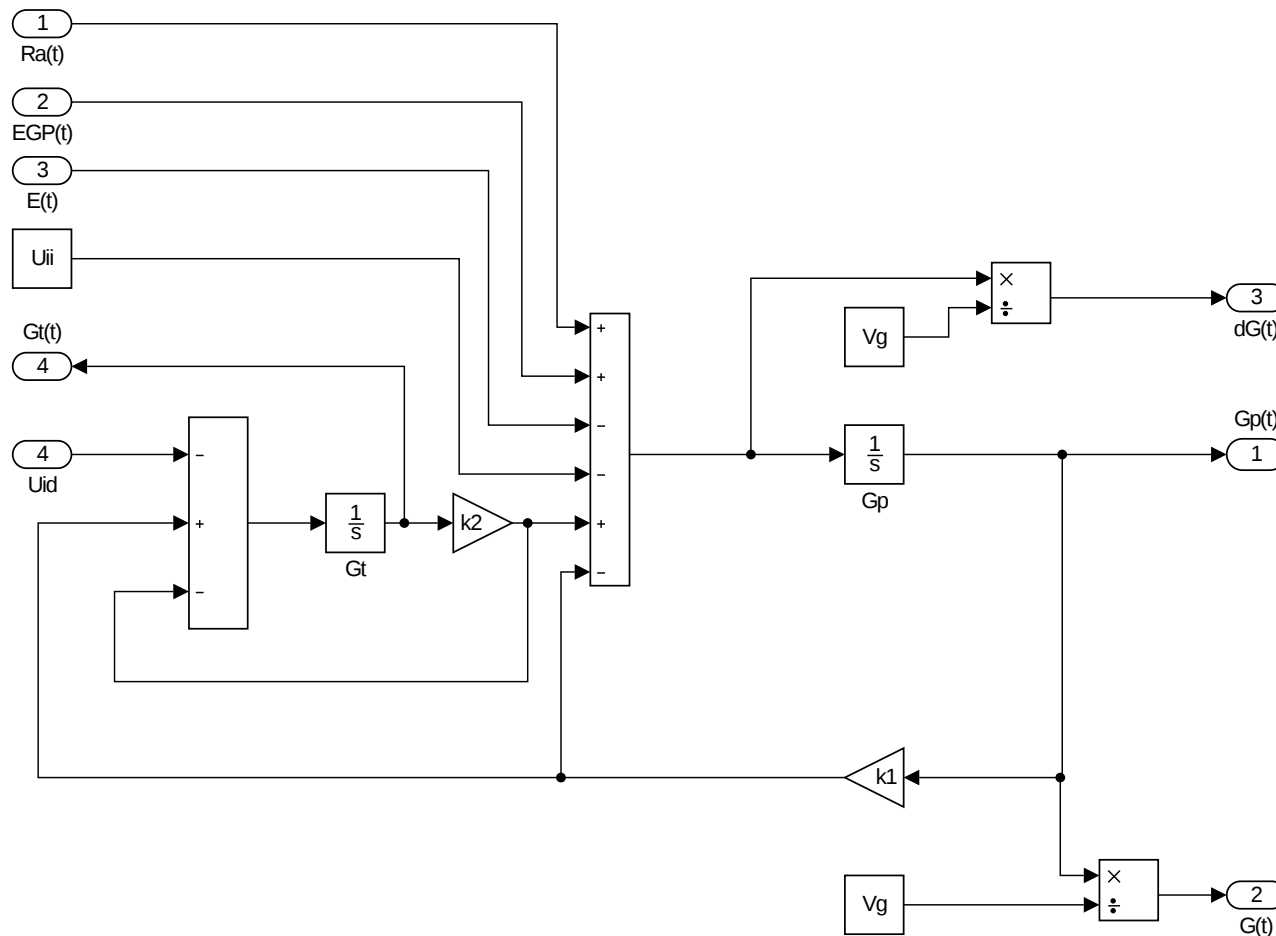 1
Ra(t)
2
EGP(t)
3
E(t)
Uii
Gt(t)
4
4
Uid
+
+
−
−
+
−
−
+
−
1
s
Gt
k2
Vg
×
÷
3
dG(t)
1
s
Gp
Gp(t)
1
k1
Vg
×
÷
2
G(t)